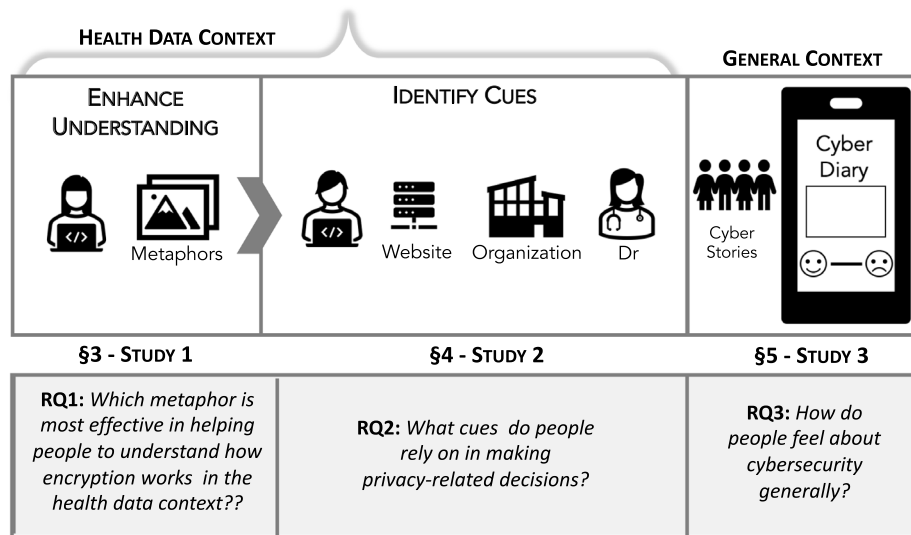 HEALTH DATA CONTEXT
GENERAL CONTEXT
ENHANCE
UNDERSTANDING
</>
Metaphors
IDENTIFY CUES
</>
Website
Organization
Dr
Cyber
Stories
Cyber
Diary
§3 - STUDY 1
§4 - STUDY 2
§5 - STUDY 3
RQ1: Which metaphor is
most effective in helping
people to understand how
encryption works in the
health data context??
RQ2: What cues do people
rely on in making
privacy-related decisions?
RQ3: How do
people feel about
cybersecurity
generally?